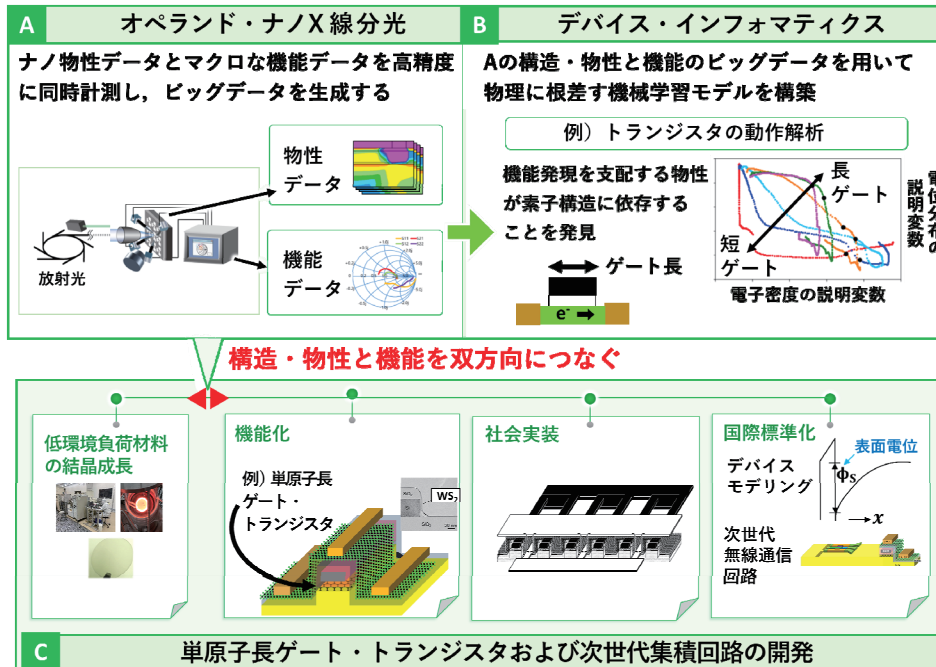 A
オペランド・ナノX線分光
ナノ物性データとマクロな機能データを高精度
に同時計測し，ビッグデータを生成する
放射光
物性
データ
機能
データ
B
デバイス・インフォマティクス
Aの構造・物性と機能のビッグデータを用いて
物理に根差す機械学習モデルを構築
例）トランジスタの動作解析
機能発現を支配する物性
が素子構造に依存する
ことを発見
ゲート長
e⁻
長
ゲート
短
ゲート
電位分布の
説明変数
電子密度の説明変数
構造・物性と機能を双方向につなぐ
低環境負荷材料
の結晶成長
機能化
例）単原子長
ゲート・
トランジスタ
WS₂
SiO₂
社会実装
国際標準化
デバイス
モデリング
表面電位
ϕS
x
次世代
無線通信
回路
C
単原子長ゲート・トランジスタおよび次世代集積回路の開発